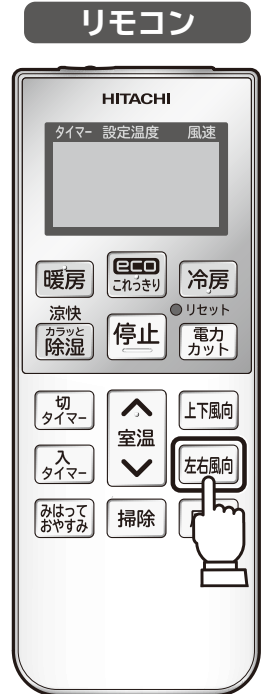 リモコン
HITACHI
タイマー 設定温度 風速
暖房
eco
これっきり
冷房
涼快
リセット
カラッと
除湿
停止
電力
カット
切
タイマー
室温
上下風向
入
タイマー
左右風向
みはって
おやすみ
掃除